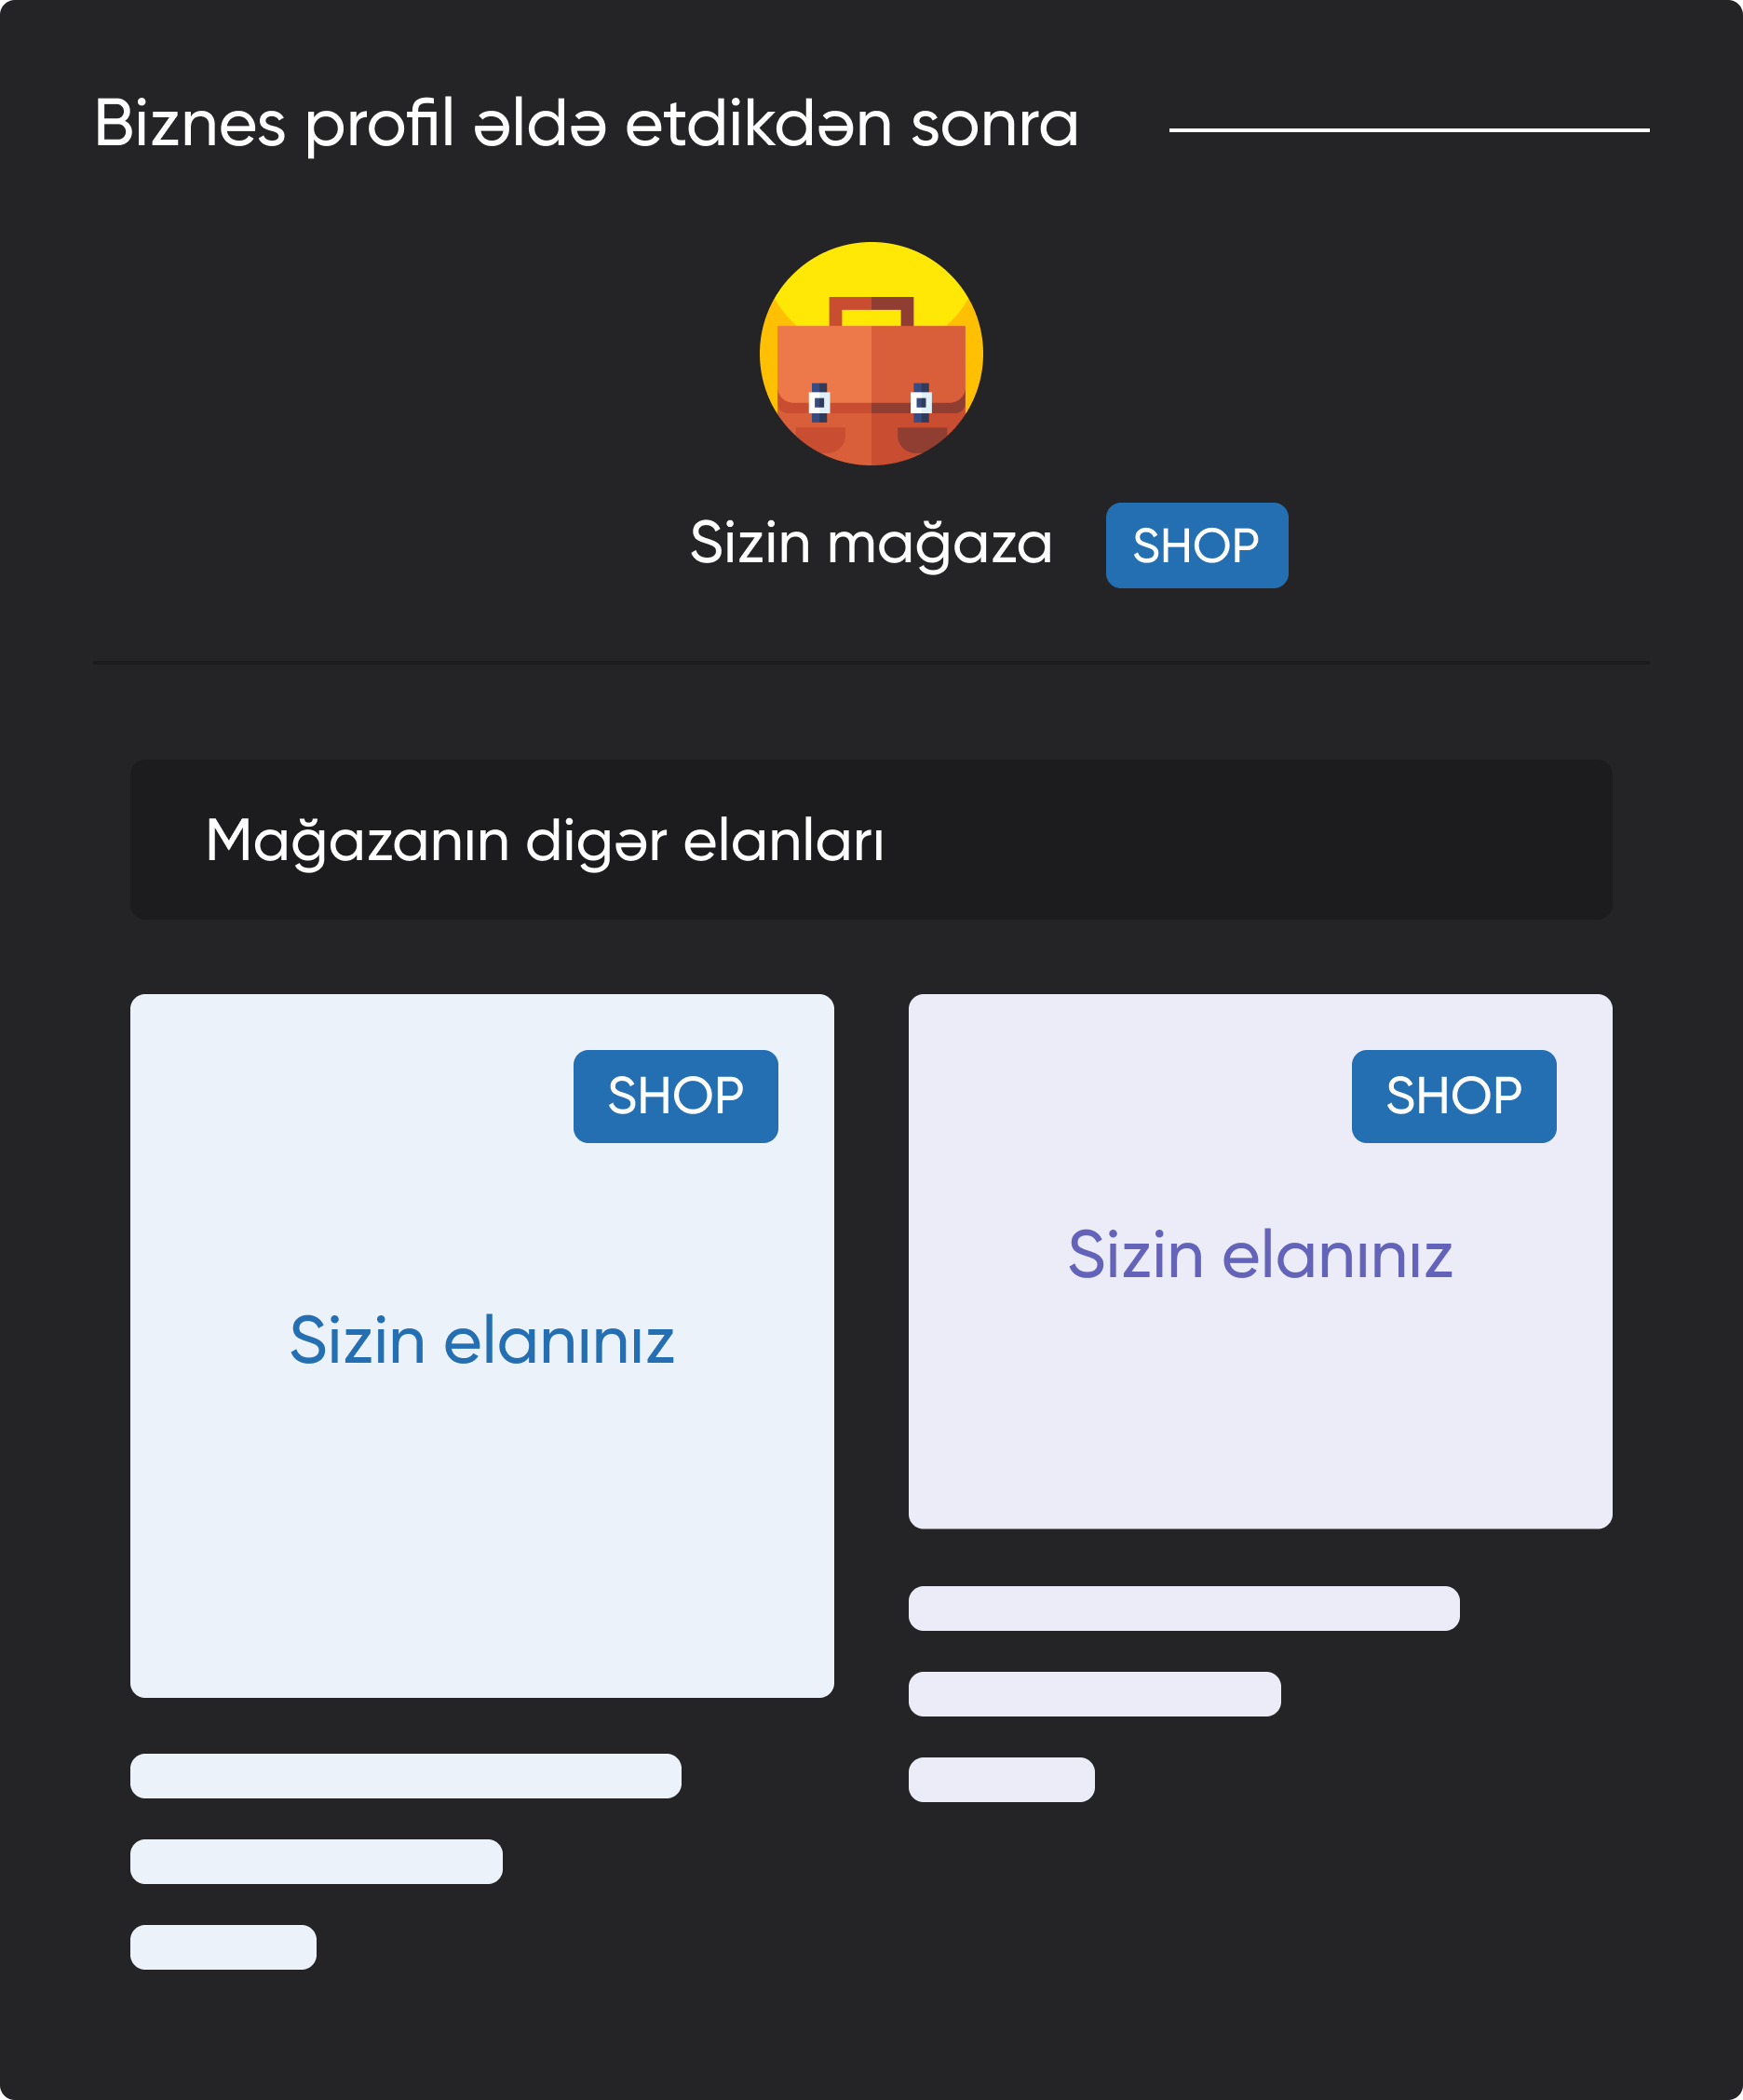 Biznes profil əldə etdikdən sonra
Sizin mağaza
SHOP
Mağazanın digər elanları
SHOP
Sizin elanınız
SHOP
Sizin elanınız